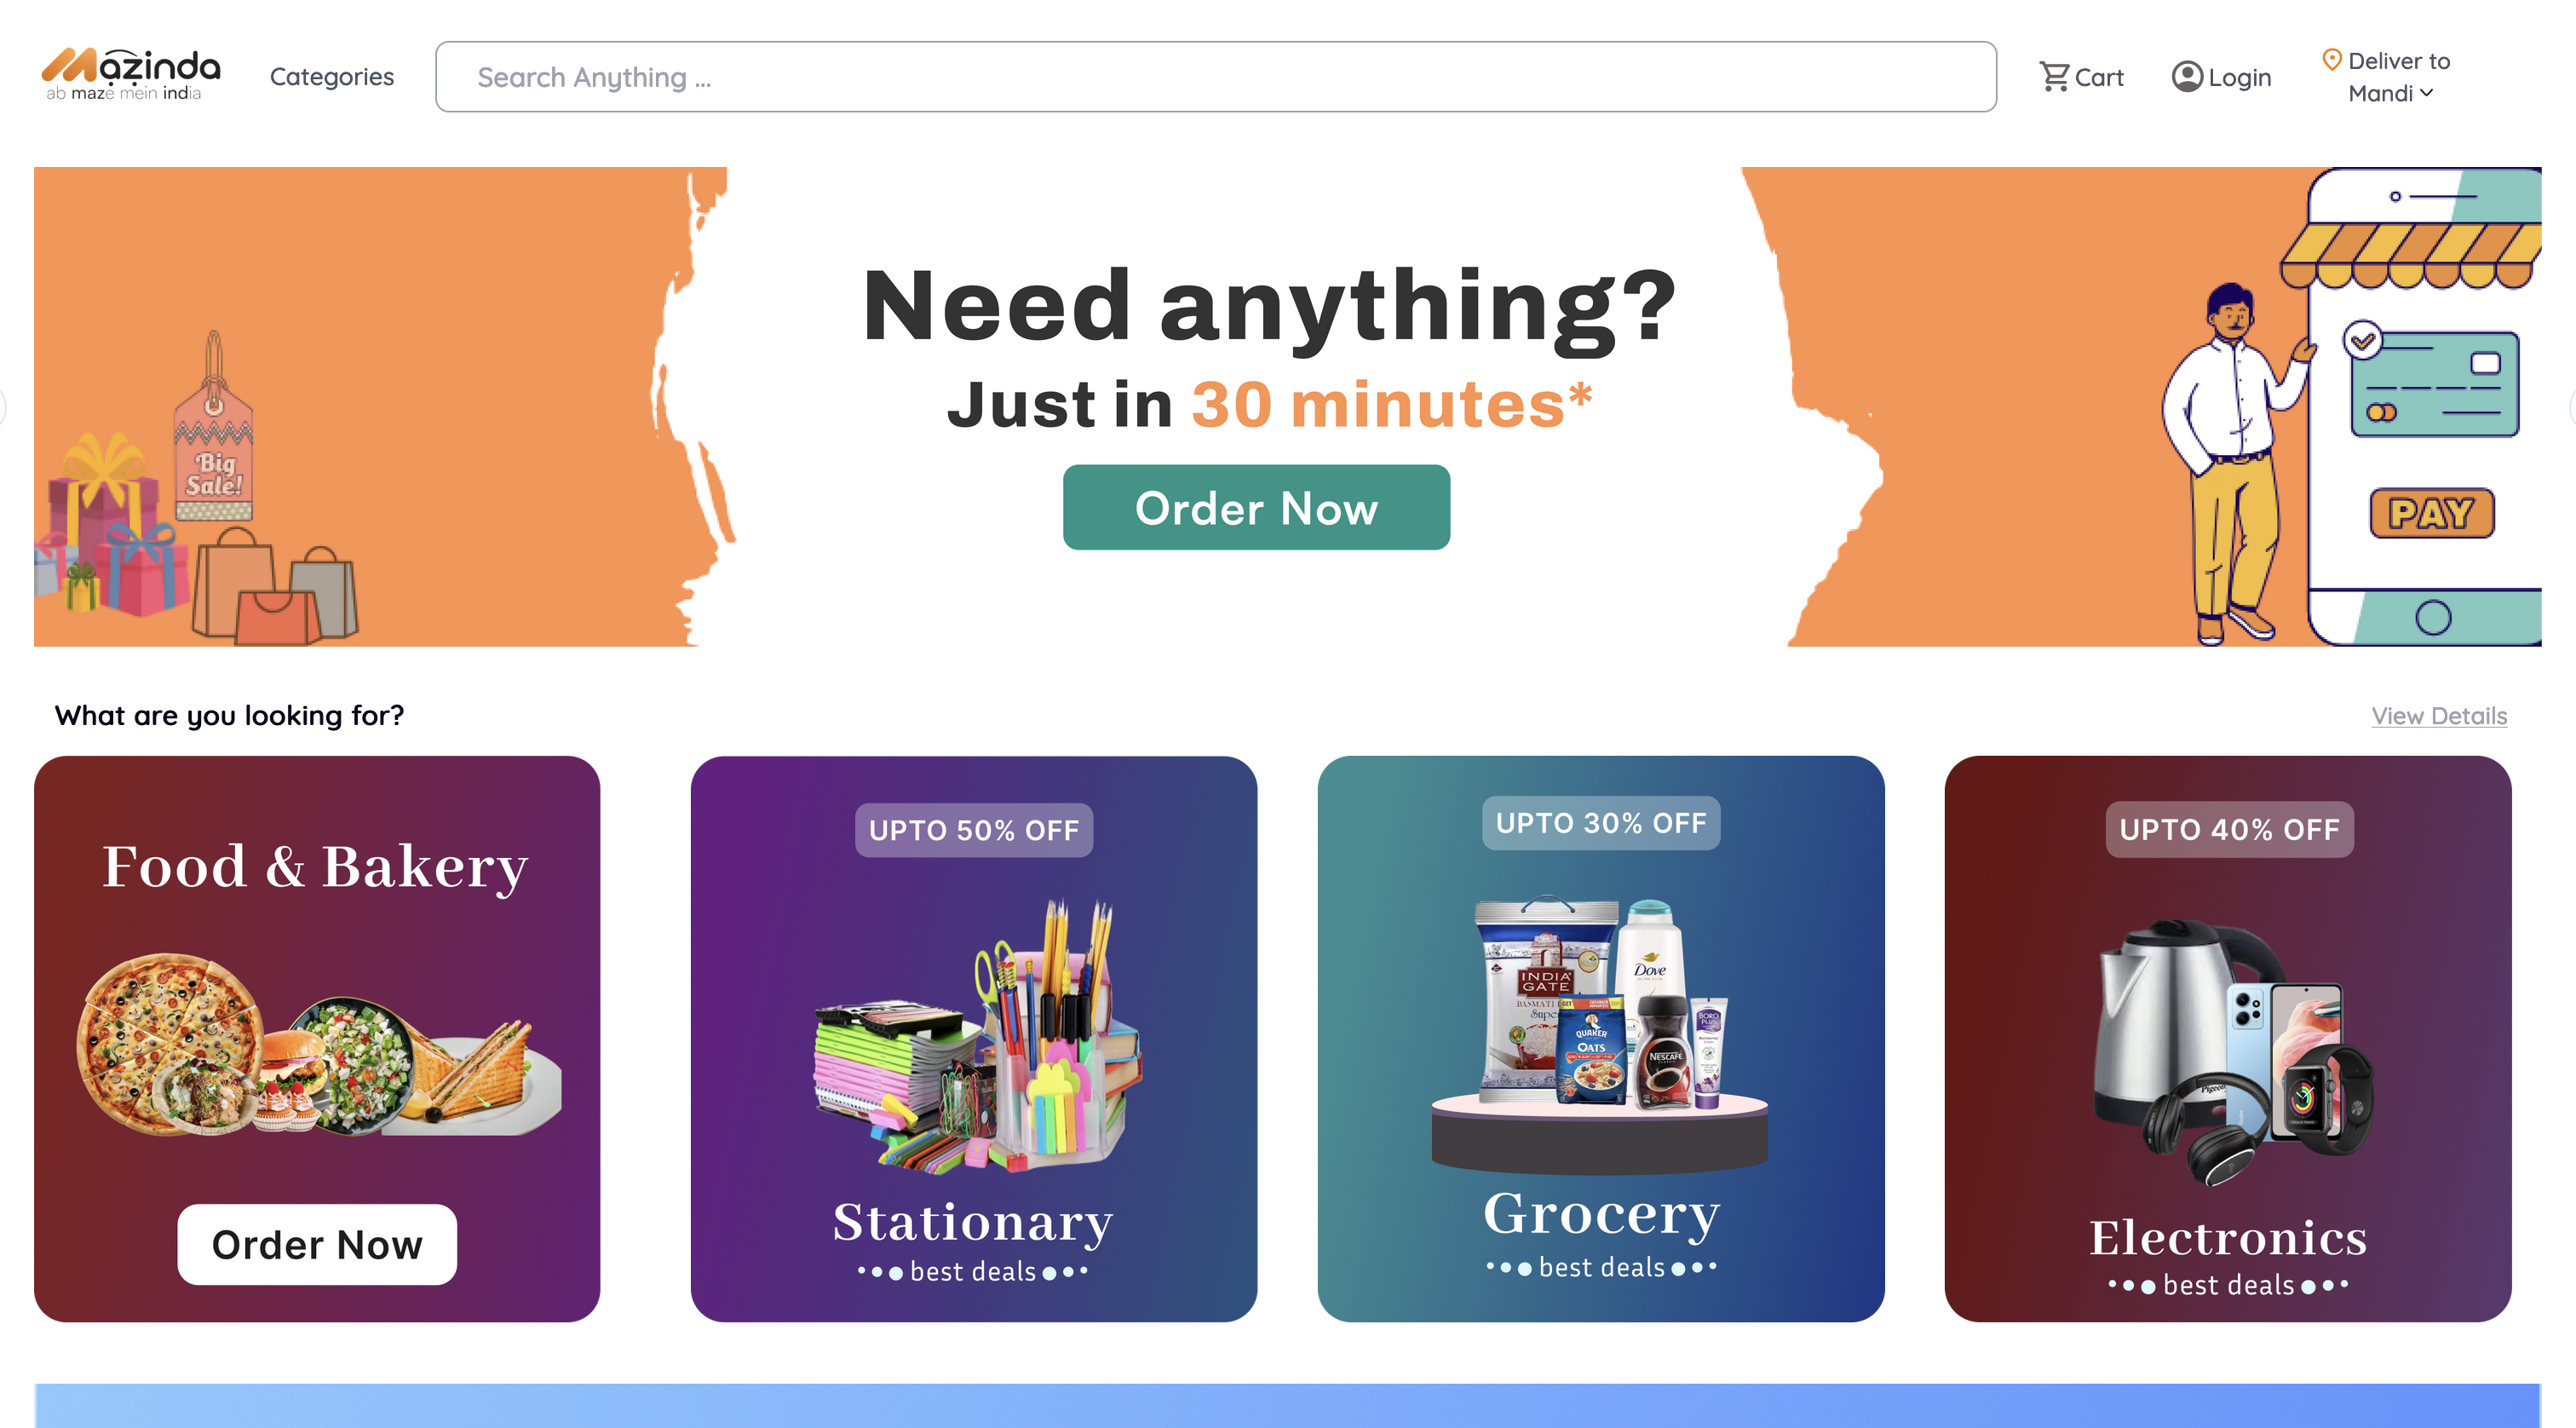 Mazinda
ab maze mein india
Categories
Search Anything ...
Cart
Login
Deliver to
Mandi
Need anything?
Just in 30 minutes*
Order Now
Big
Sale!
PAY
What are you looking for?
View Details
Food & Bakery
Order Now
UPTO 50% OFF
Stationary
best deals
UPTO 30% OFF
INDIA
GATE
BASMATI
Super
Dove
QUAKER
OATS
NESCAFE
BORO
PLUS
Grocery
best deals
UPTO 40% OFF
Pigeon
Electronics
best deals